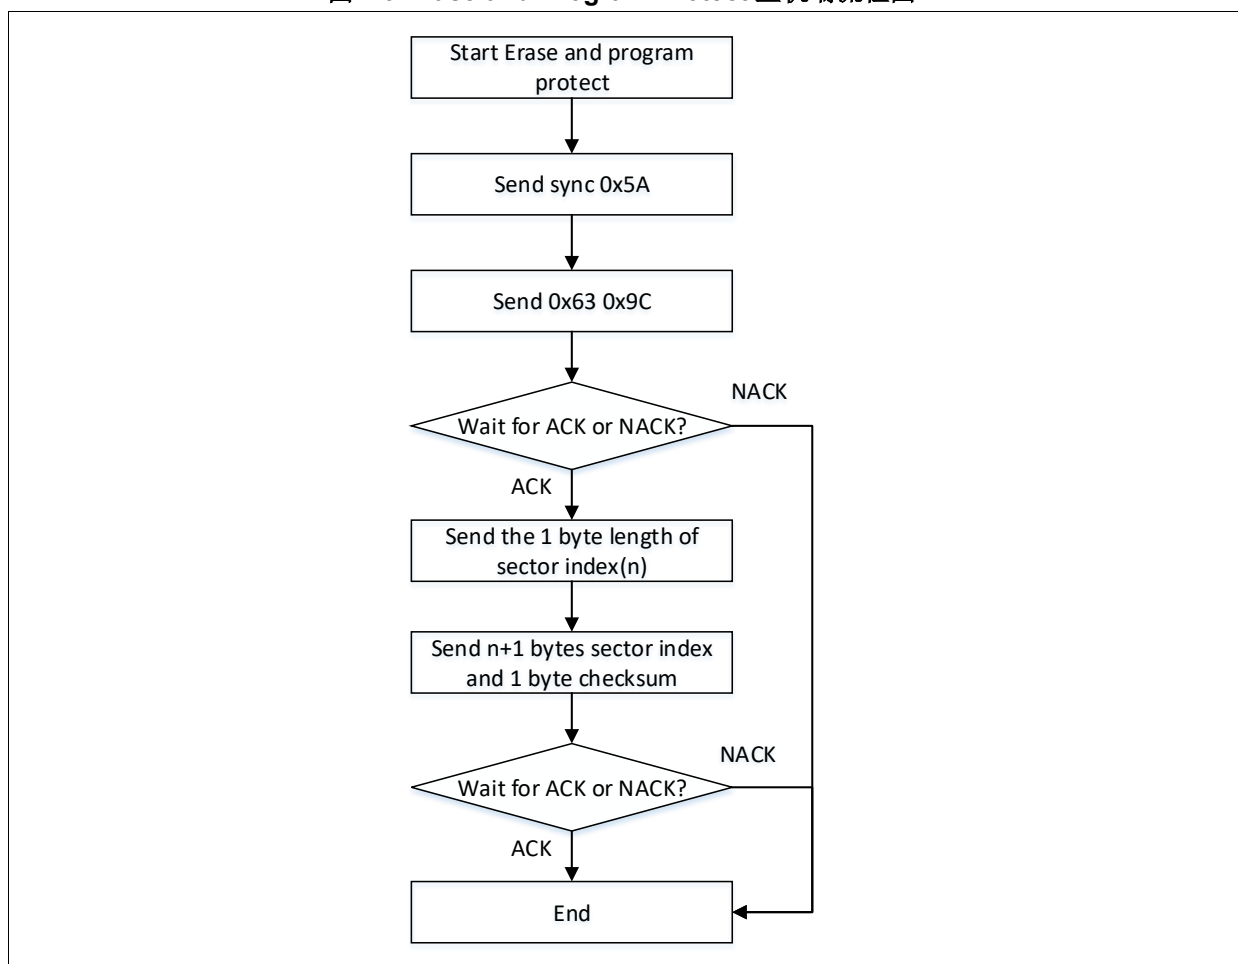 Start Erase and program
protect
Send sync 0x5A
Send 0x63 0x9C
NACK
Wait for ACK or NACK?
ACK
Send the 1 byte length of
sector index(n)
Send n+1 bytes sector index
and 1 byte checksum
NACK
Wait for ACK or NACK?
ACK
End